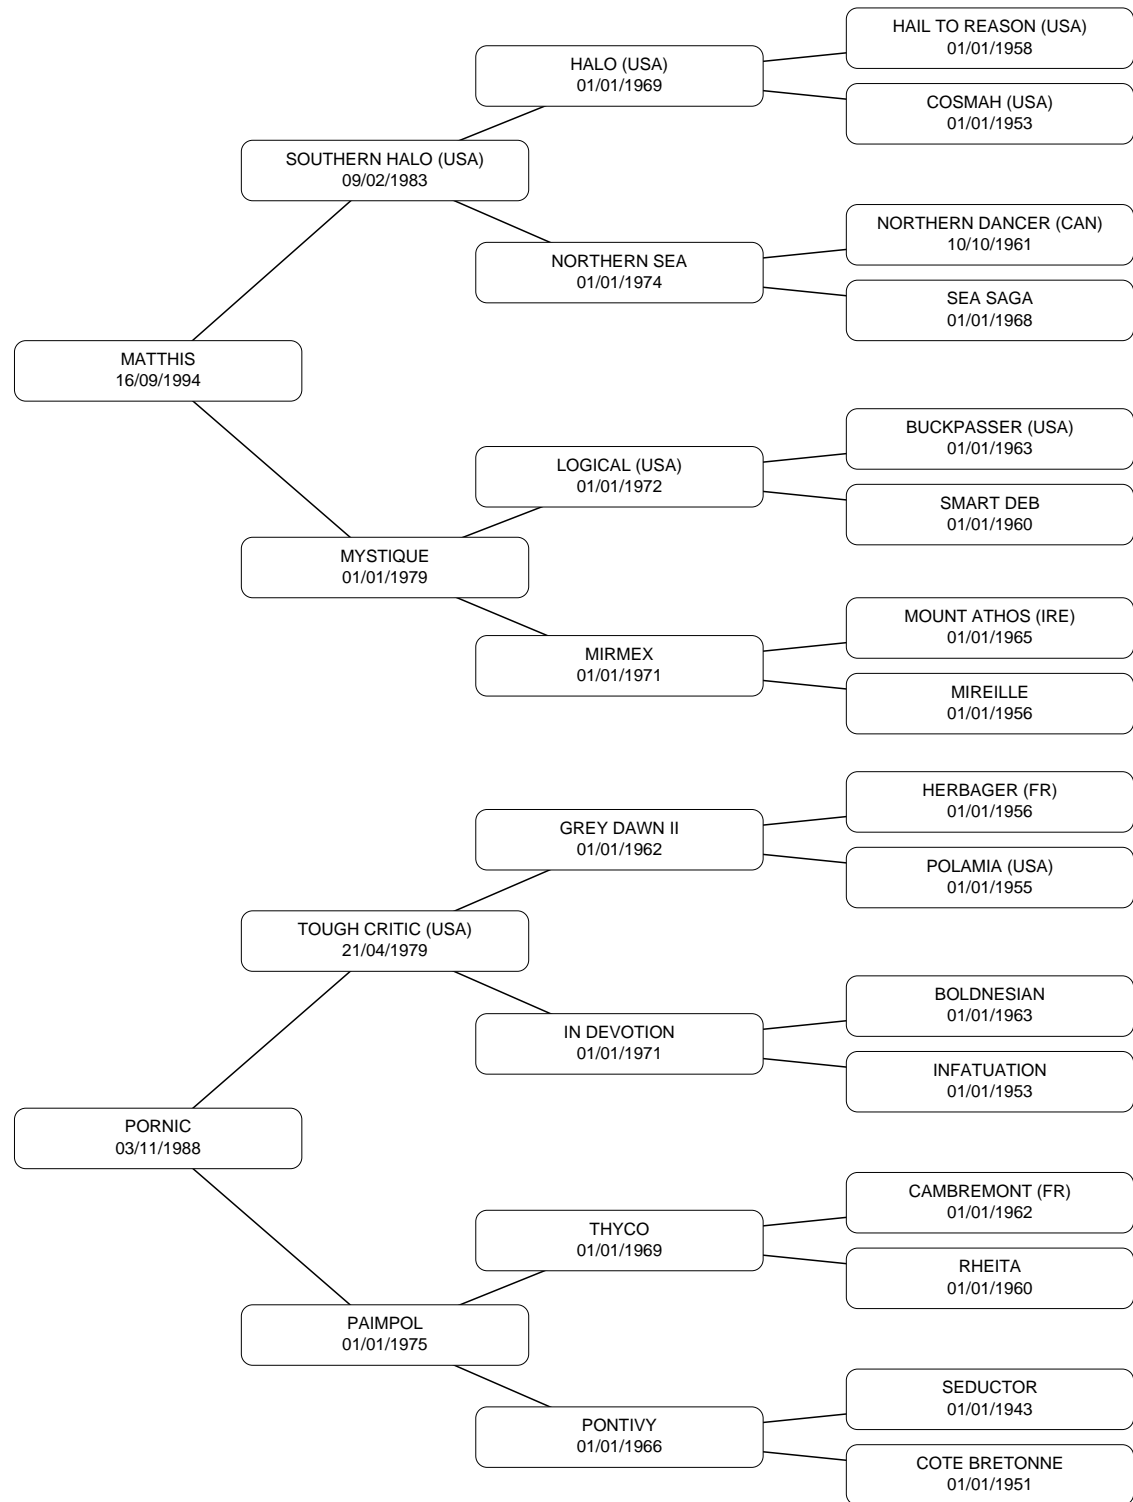 HAIL TO REASON (USA)
01/01/1958
HALO (USA)
01/01/1969
COSMAH (USA)
01/01/1953
SOUTHERN HALO (USA)
09/02/1983
NORTHERN DANCER (CAN)
10/10/1961
NORTHERN SEA
01/01/1974
SEA SAGA
01/01/1968
MATTHIS
16/09/1994
BUCKPASSER (USA)
01/01/1963
LOGICAL (USA)
01/01/1972
SMART DEB
01/01/1960
MYSTIQUE
01/01/1979
MOUNT ATHOS (IRE)
01/01/1965
MIRMEX
01/01/1971
MIREILLE
01/01/1956
HERBAGER (FR)
01/01/1956
GREY DAWN II
01/01/1962
POLAMIA (USA)
01/01/1955
TOUGH CRITIC (USA)
21/04/1979
BOLDNESIAN
01/01/1963
IN DEVOTION
01/01/1971
INFATUATION
01/01/1953
PORNIC
03/11/1988
CAMBREMONT (FR)
01/01/1962
THYCO
01/01/1969
RHEITA
01/01/1960
PAIMPOL
01/01/1975
SEDUCTOR
01/01/1943
PONTIVY
01/01/1966
COTE BRETONNE
01/01/1951